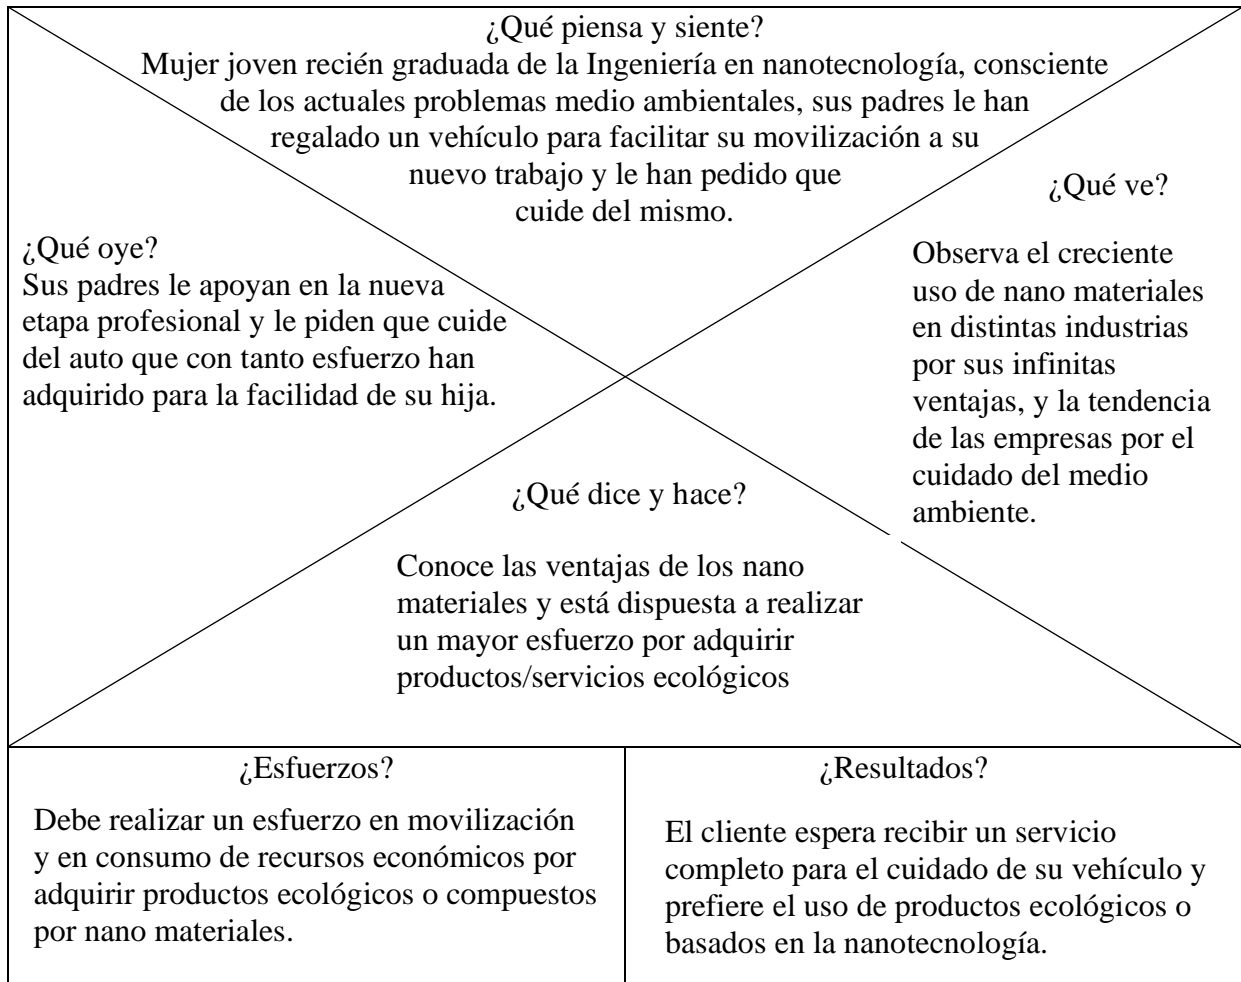 ¿Qué piensa y siente?
Mujer joven recién graduada de la Ingeniería en nanotecnología, consciente
de los actuales problemas medio ambientales, sus padres le han
regalado un vehículo para facilitar su movilización a su
nuevo trabajo y le han pedido que
cuide del mismo.
¿Qué oye?
Sus padres le apoyan en la nueva
etapa profesional y le piden que cuide
del auto que con tanto esfuerzo han
adquirido para la facilidad de su hija.
¿Qué ve?
Observa el creciente
uso de nano materiales
en distintas industrias
por sus infinitas
ventajas, y la tendencia
de las empresas por el
cuidado del medio
ambiente.
¿Qué dice y hace?
Conoce las ventajas de los nano
materiales y está dispuesta a realizar
un mayor esfuerzo por adquirir
productos/servicios ecológicos
¿Esfuerzos?
Debe realizar un esfuerzo en movilización
y en consumo de recursos económicos por
adquirir productos ecológicos o compuestos
por nano materiales.
¿Resultados?
El cliente espera recibir un servicio
completo para el cuidado de su vehículo y
prefiere el uso de productos ecológicos o
basados en la nanotecnología.